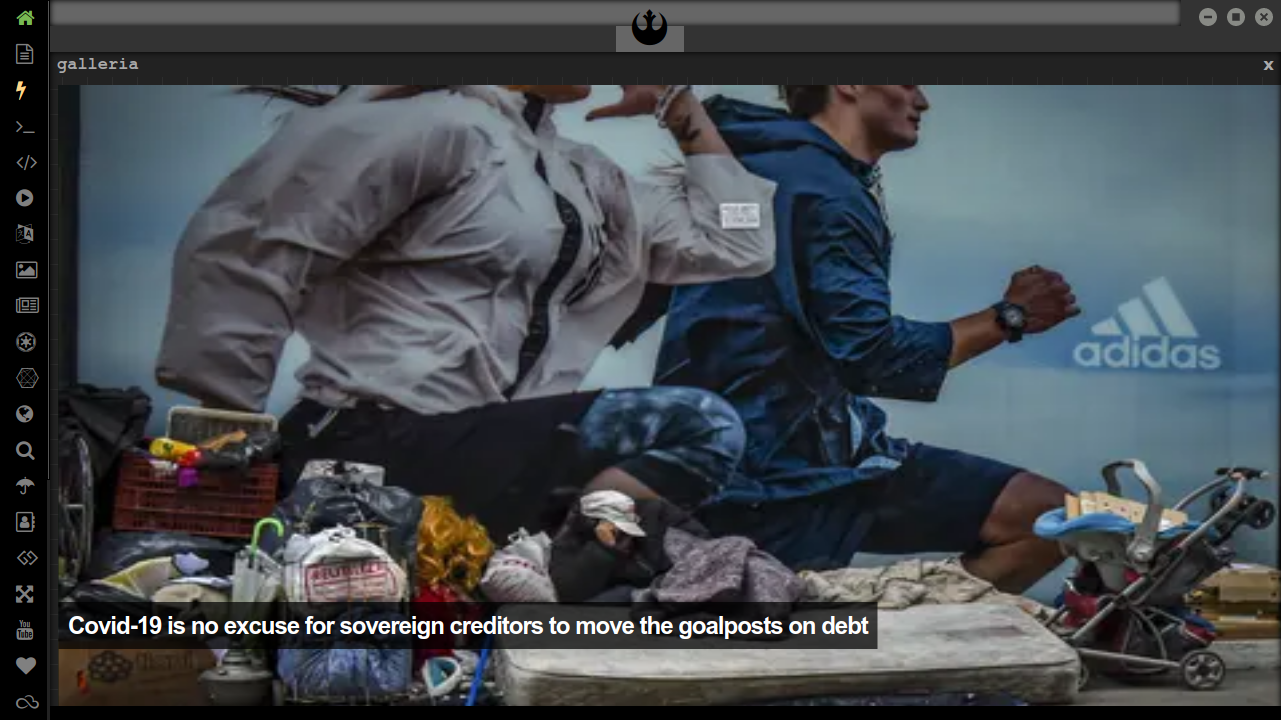 galleria
x
adidas
Covid-19 is no excuse for sovereign creditors to move the goalposts on debt